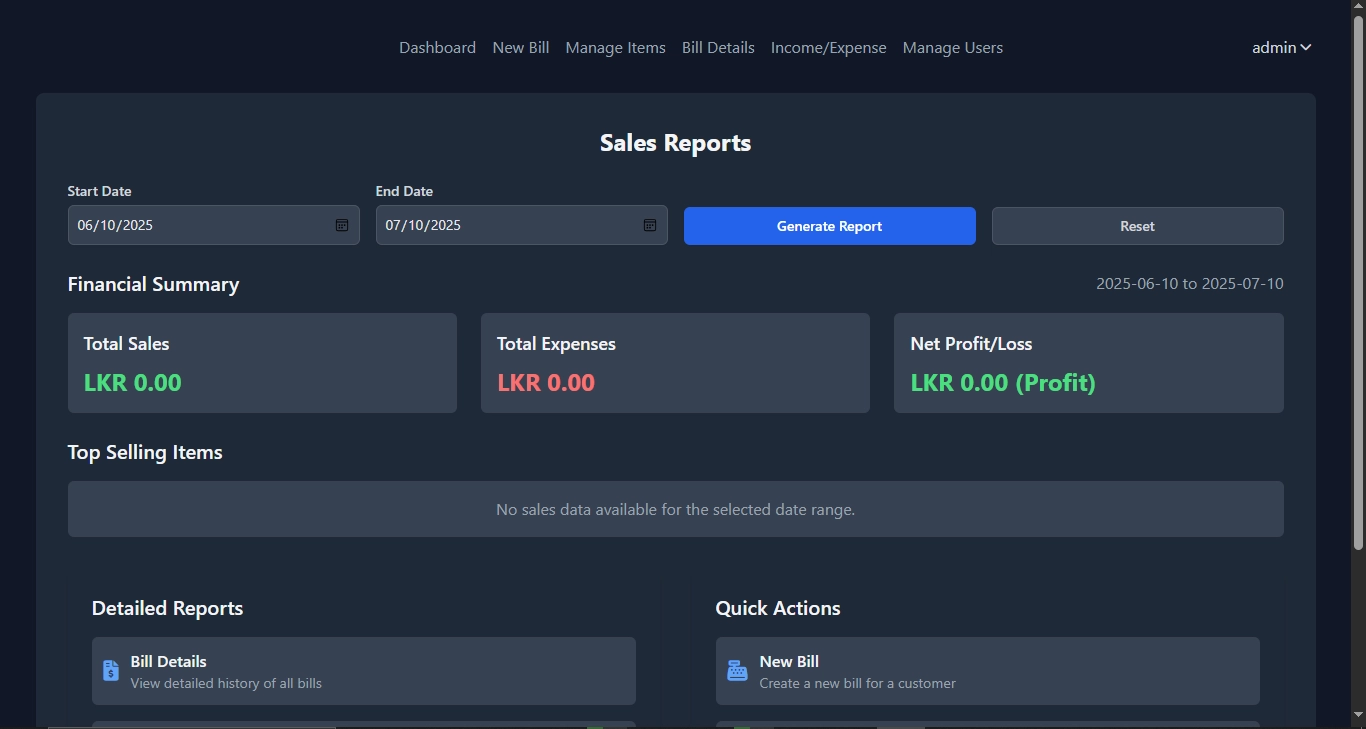 Dashboard New Bill Manage Items Bill Details Income/Expense Manage Users admin
Sales Reports
Start Date End Date
06/10/2025 07/10/2025 Generate Report Reset
Financial Summary 2025-06-10 to 2025-07-10
Total Sales Total Expenses Net Profit/Loss
LKR 0.00 LKR 0.00 LKR 0.00 (Profit)
Top Selling Items
No sales data available for the selected date range.
Detailed Reports Quick Actions
Bill Details New Bill
View detailed history of all bills Create a new bill for a customer